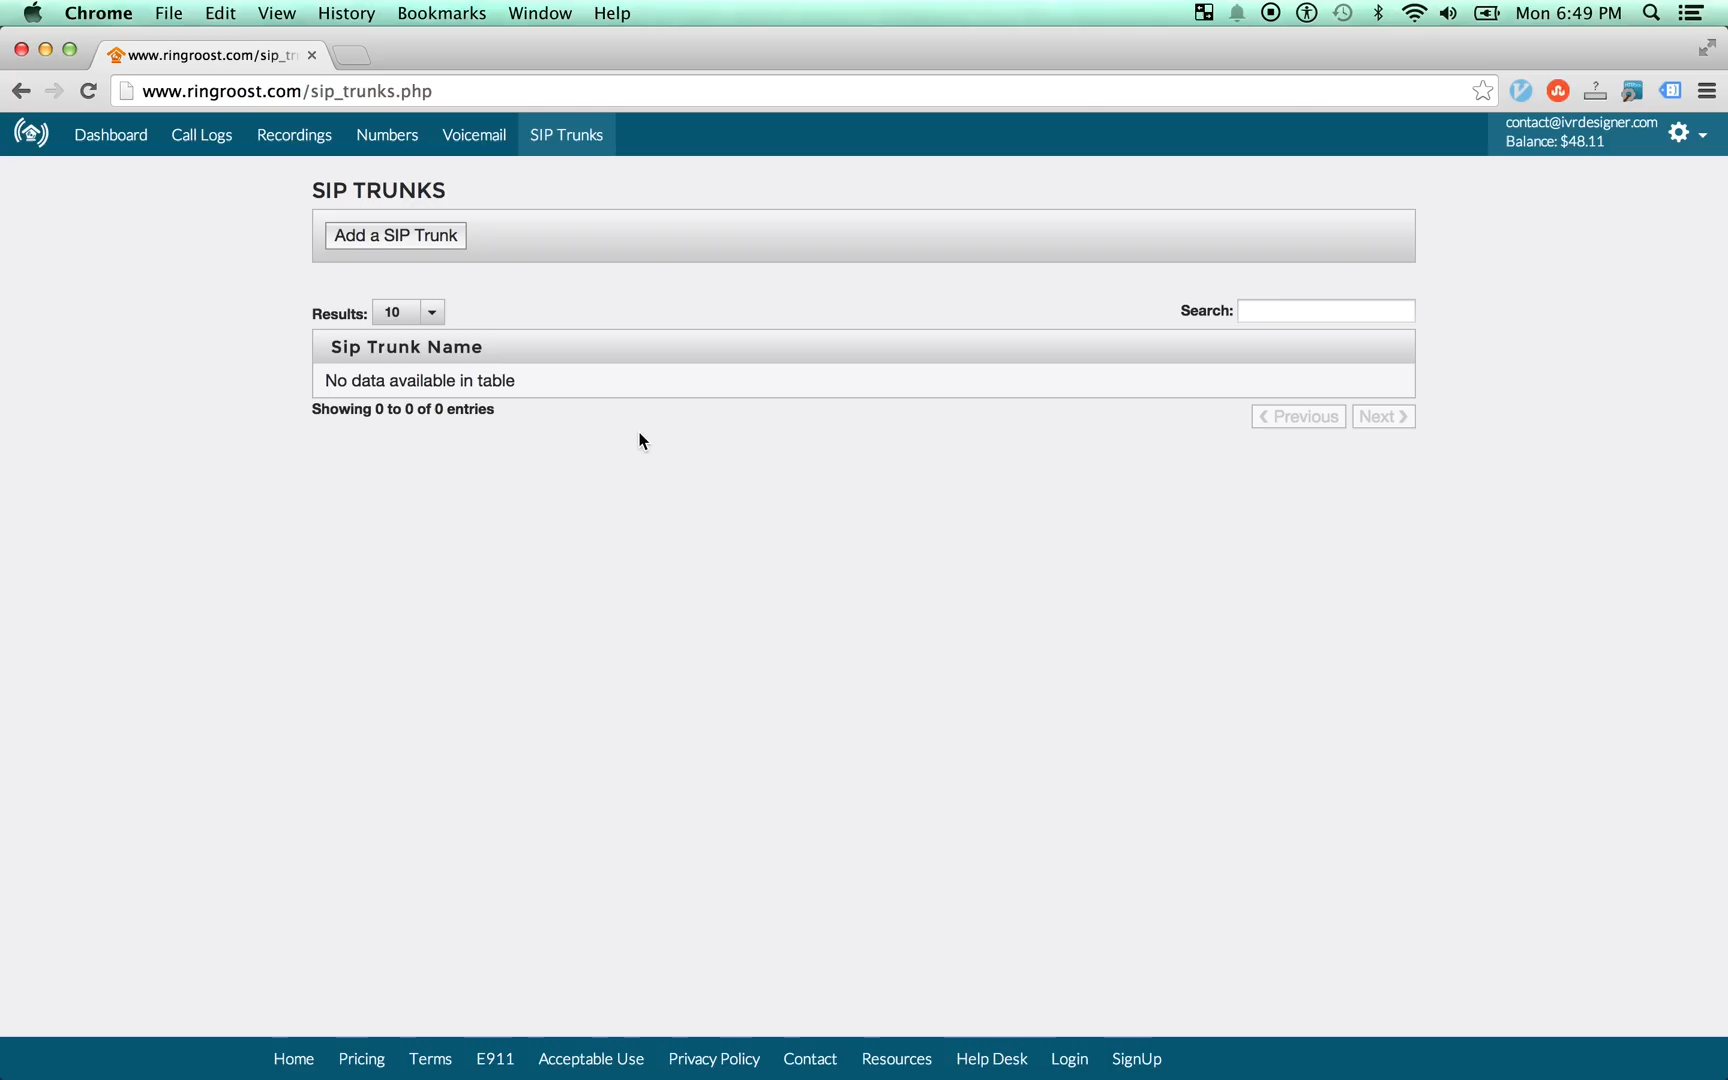 Chrome File Edit View History Bookmarks Window Help Mon 6:49 PM
www.ringroost.com/sip_tr
www.ringroost.com/sip_trunks.php
Dashboard Call Logs Recordings Numbers Voicemail SIP Trunks
contact@ivrdesigner.com
Balance: $48.11
SIP TRUNKS
Add a SIP Trunk
Results: 10
Search:
Sip Trunk Name
No data available in table
Showing 0 to 0 of 0 entries
Previous Next
Home Pricing Terms E911 Acceptable Use Privacy Policy Contact Resources Help Desk Login SignUp